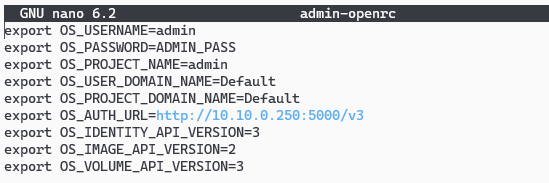 GNU nano 6.2 admin-openrc
export OS_USERNAME=admin
export OS_PASSWORD=ADMIN_PASS
export OS_PROJECT_NAME=admin
export OS_USER_DOMAIN_NAME=Default
export OS_PROJECT_DOMAIN_NAME=Default
export OS_AUTH_URL=http://10.10.0.250:5000/v3
export OS_IDENTITY_API_VERSION=3
export OS_IMAGE_API_VERSION=2
export OS_VOLUME_API_VERSION=3